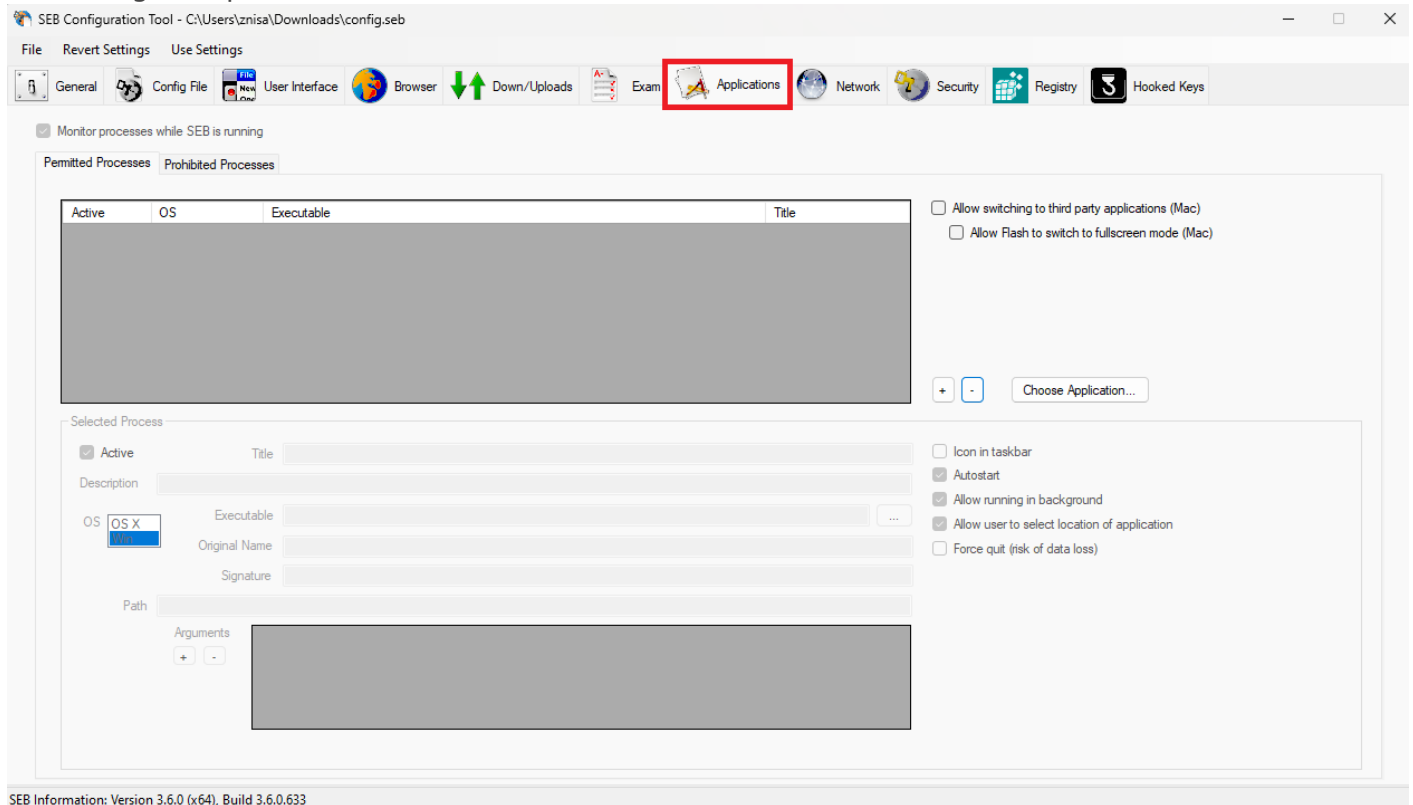 SEB Configuration Tool - C:\Users\znisa\Downloads\config.seb
File Revert Settings Use Settings
General Config File User Interface Browser Down/Uploads Exam Applications Network Security Registry Hooked Keys
Monitor processes while SEB is running
Permitted Processes Prohibited Processes
Active OS Executable Title
Allow switching to third party applications (Mac)
Allow Flash to switch to fullscreen mode (Mac)
+ - Choose Application...
Selected Process
Active Title Icon in taskbar
Description Autostart
Allow running in background
OS OS X Executable ... Allow user to select location of application
Win Original Name Force quit (risk of data loss)
Signature
Path
Arguments
+ -
SEB Information: Version 3.6.0 (x64), Build 3.6.0.633